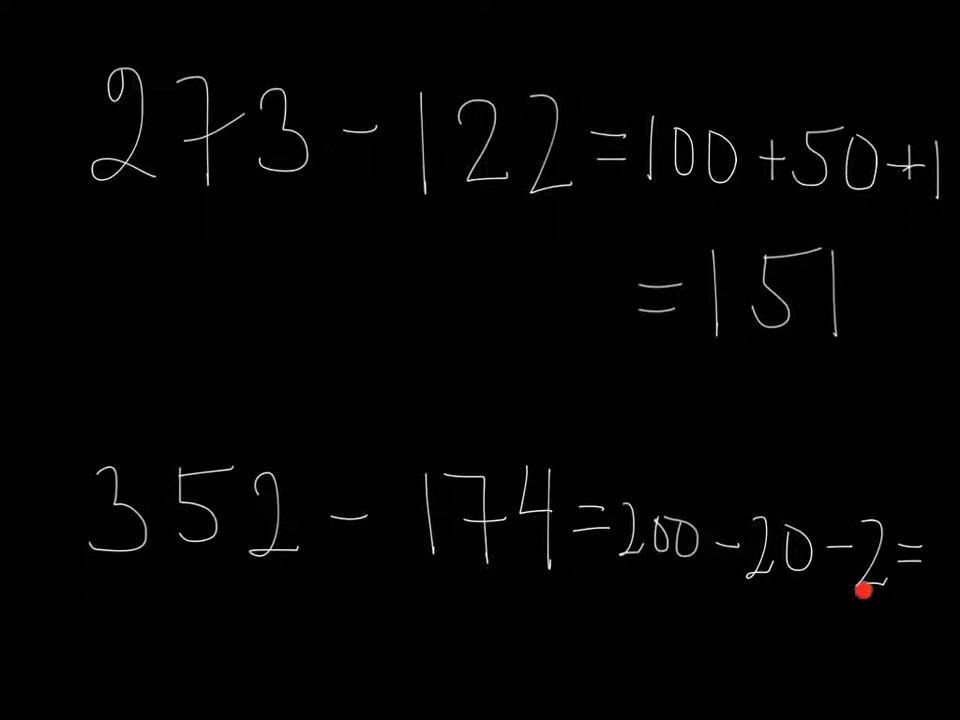 273 - 122 = 100 + 50 + 1
= 151
352 - 174 = 200 - 20 - 2 =